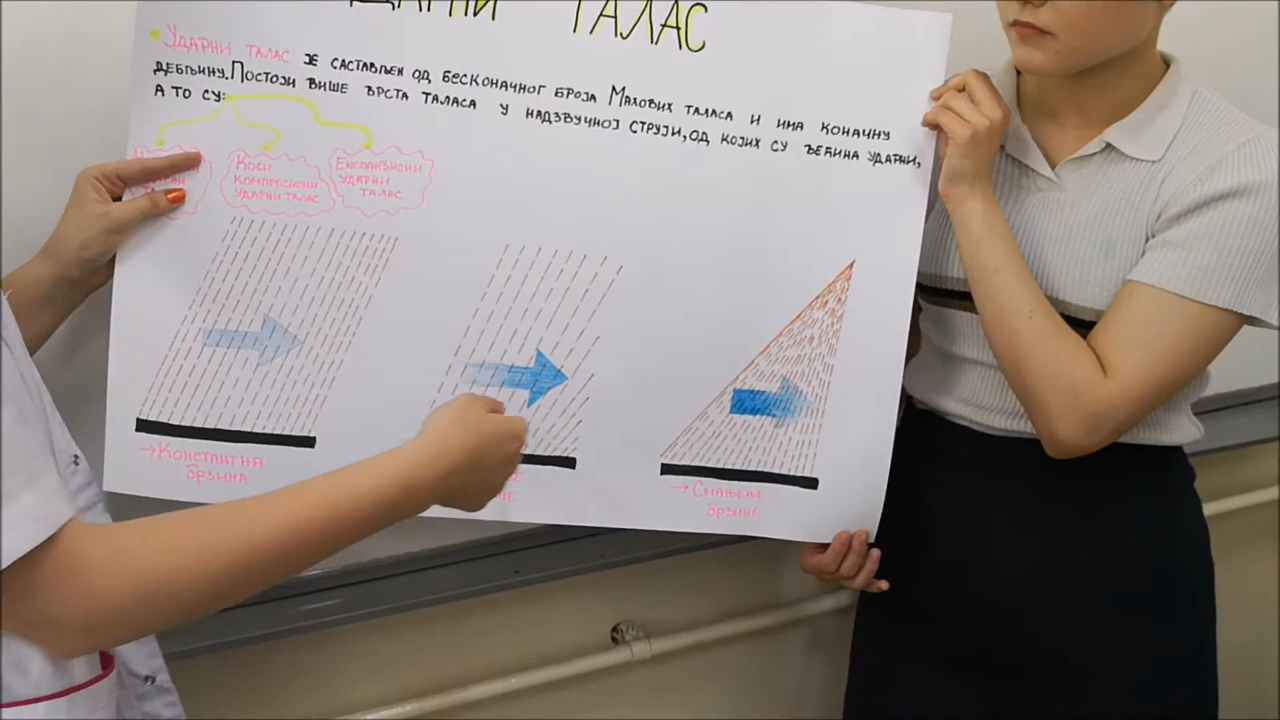 ТАЛАС
УДАРНИ ТАЛАС ЈЕ САСТАВЉЕН ОД БЕСКОНАЧНОГ БРОЈА МАХОВИХ ТАЛАСА И ИМА КОНАЧНУ
ДЕБЉИНУ. ПОСТОЈИ ВИШЕ ВРСТА ТАЛАСА У НАДЗВУЧНОЈ СТРУЈИ, ОД КОЈИХ СУ ВЕЋИНА УДАРНИ,
А ТО СУ:
КОСИ
КОМПРЕСИОНИ
УДАРНИ ТАЛАС
ЕКСПАНЗИОНИ
УДАРНИ
ТАЛАС
→ КОНСТАНТНА
БРЗИНА
→ СМАЊЕЊЕ
БРЗИНЕ